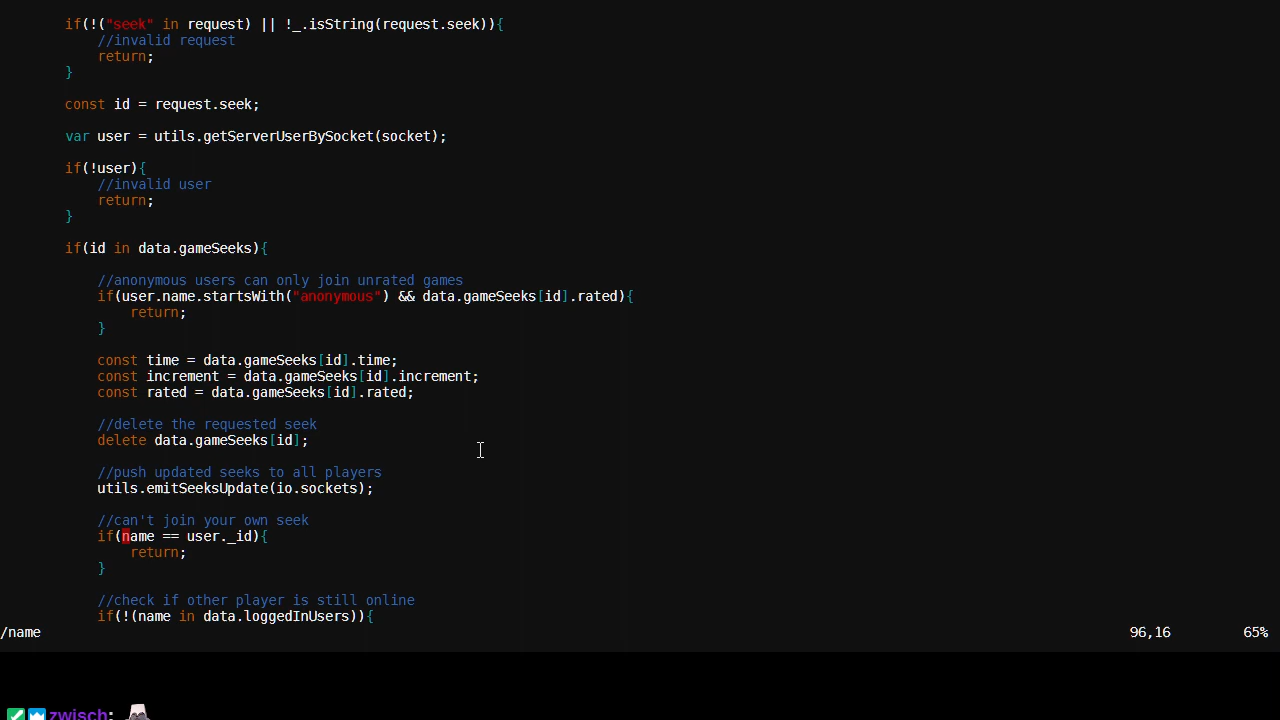 if(!("seek" in request) || !_.isString(request.seek)){
//invalid request
return;
}
const id = request.seek;
var user = utils.getServerUserBySocket(socket);
if(!user){
//invalid user
return;
}
if(id in data.gameSeeks){
//anonymous users can only join unrated games
if(user.name.startsWith("anonymous") && data.gameSeeks[id].rated){
return;
}
const time = data.gameSeeks[id].time;
const increment = data.gameSeeks[id].increment;
const rated = data.gameSeeks[id].rated;
//delete the requested seek
delete data.gameSeeks[id];
//push updated seeks to all players
utils.emitSeeksUpdate(io.sockets);
//can't join your own seek
if(name == user._id){
return;
}
//check if other player is still online
if(!(name in data.loggedInUsers)){
/name 96,16 65%
zwisch: